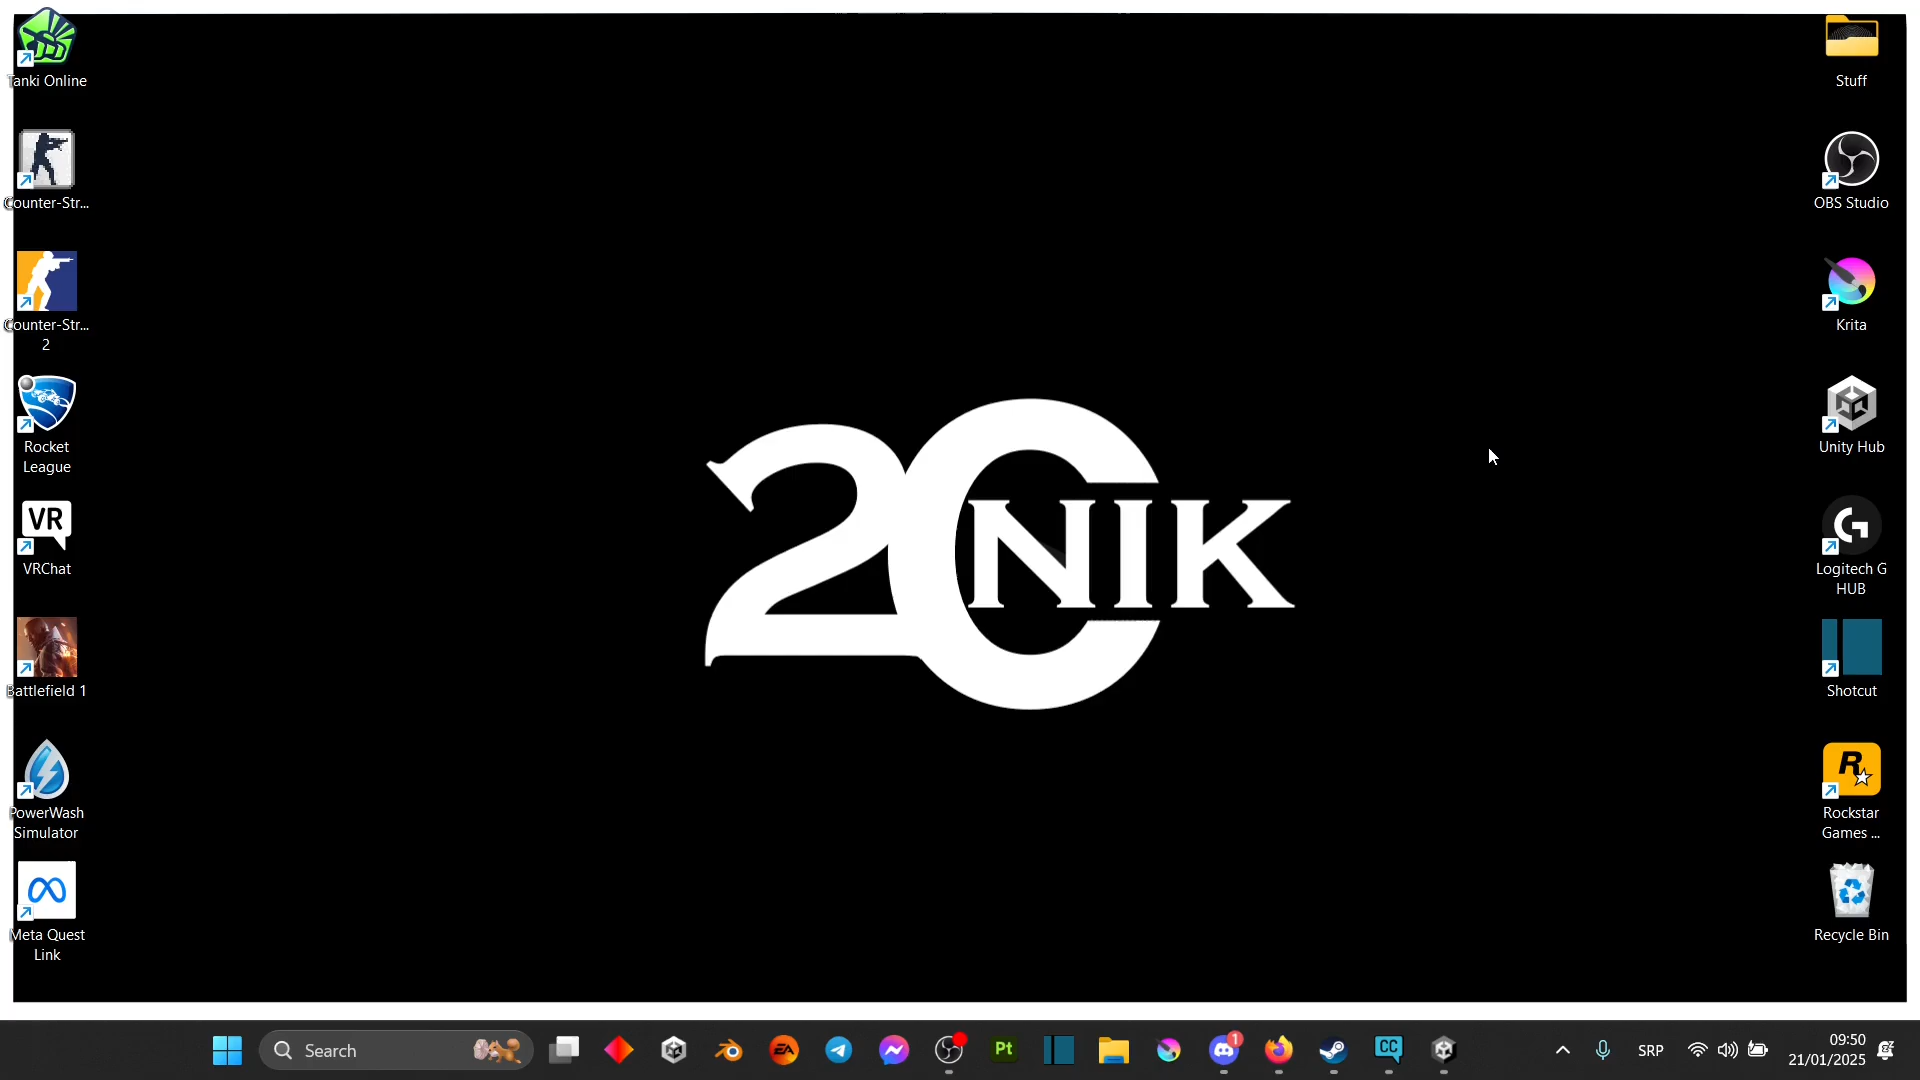 Tanki Online
Counter-Str...
Counter-Str...
2
Rocket
League
VR
VRChat
Battlefield 1
PowerWash
Simulator
Meta Quest
Link
2C NIK
Stuff
OBS Studio
Krita
Unity Hub
G
Logitech G
HUB
Shotcut
R
Rockstar
Games ...
Recycle Bin
Search
EA
Pt
1
CC
SRP
09:50
21/01/2025